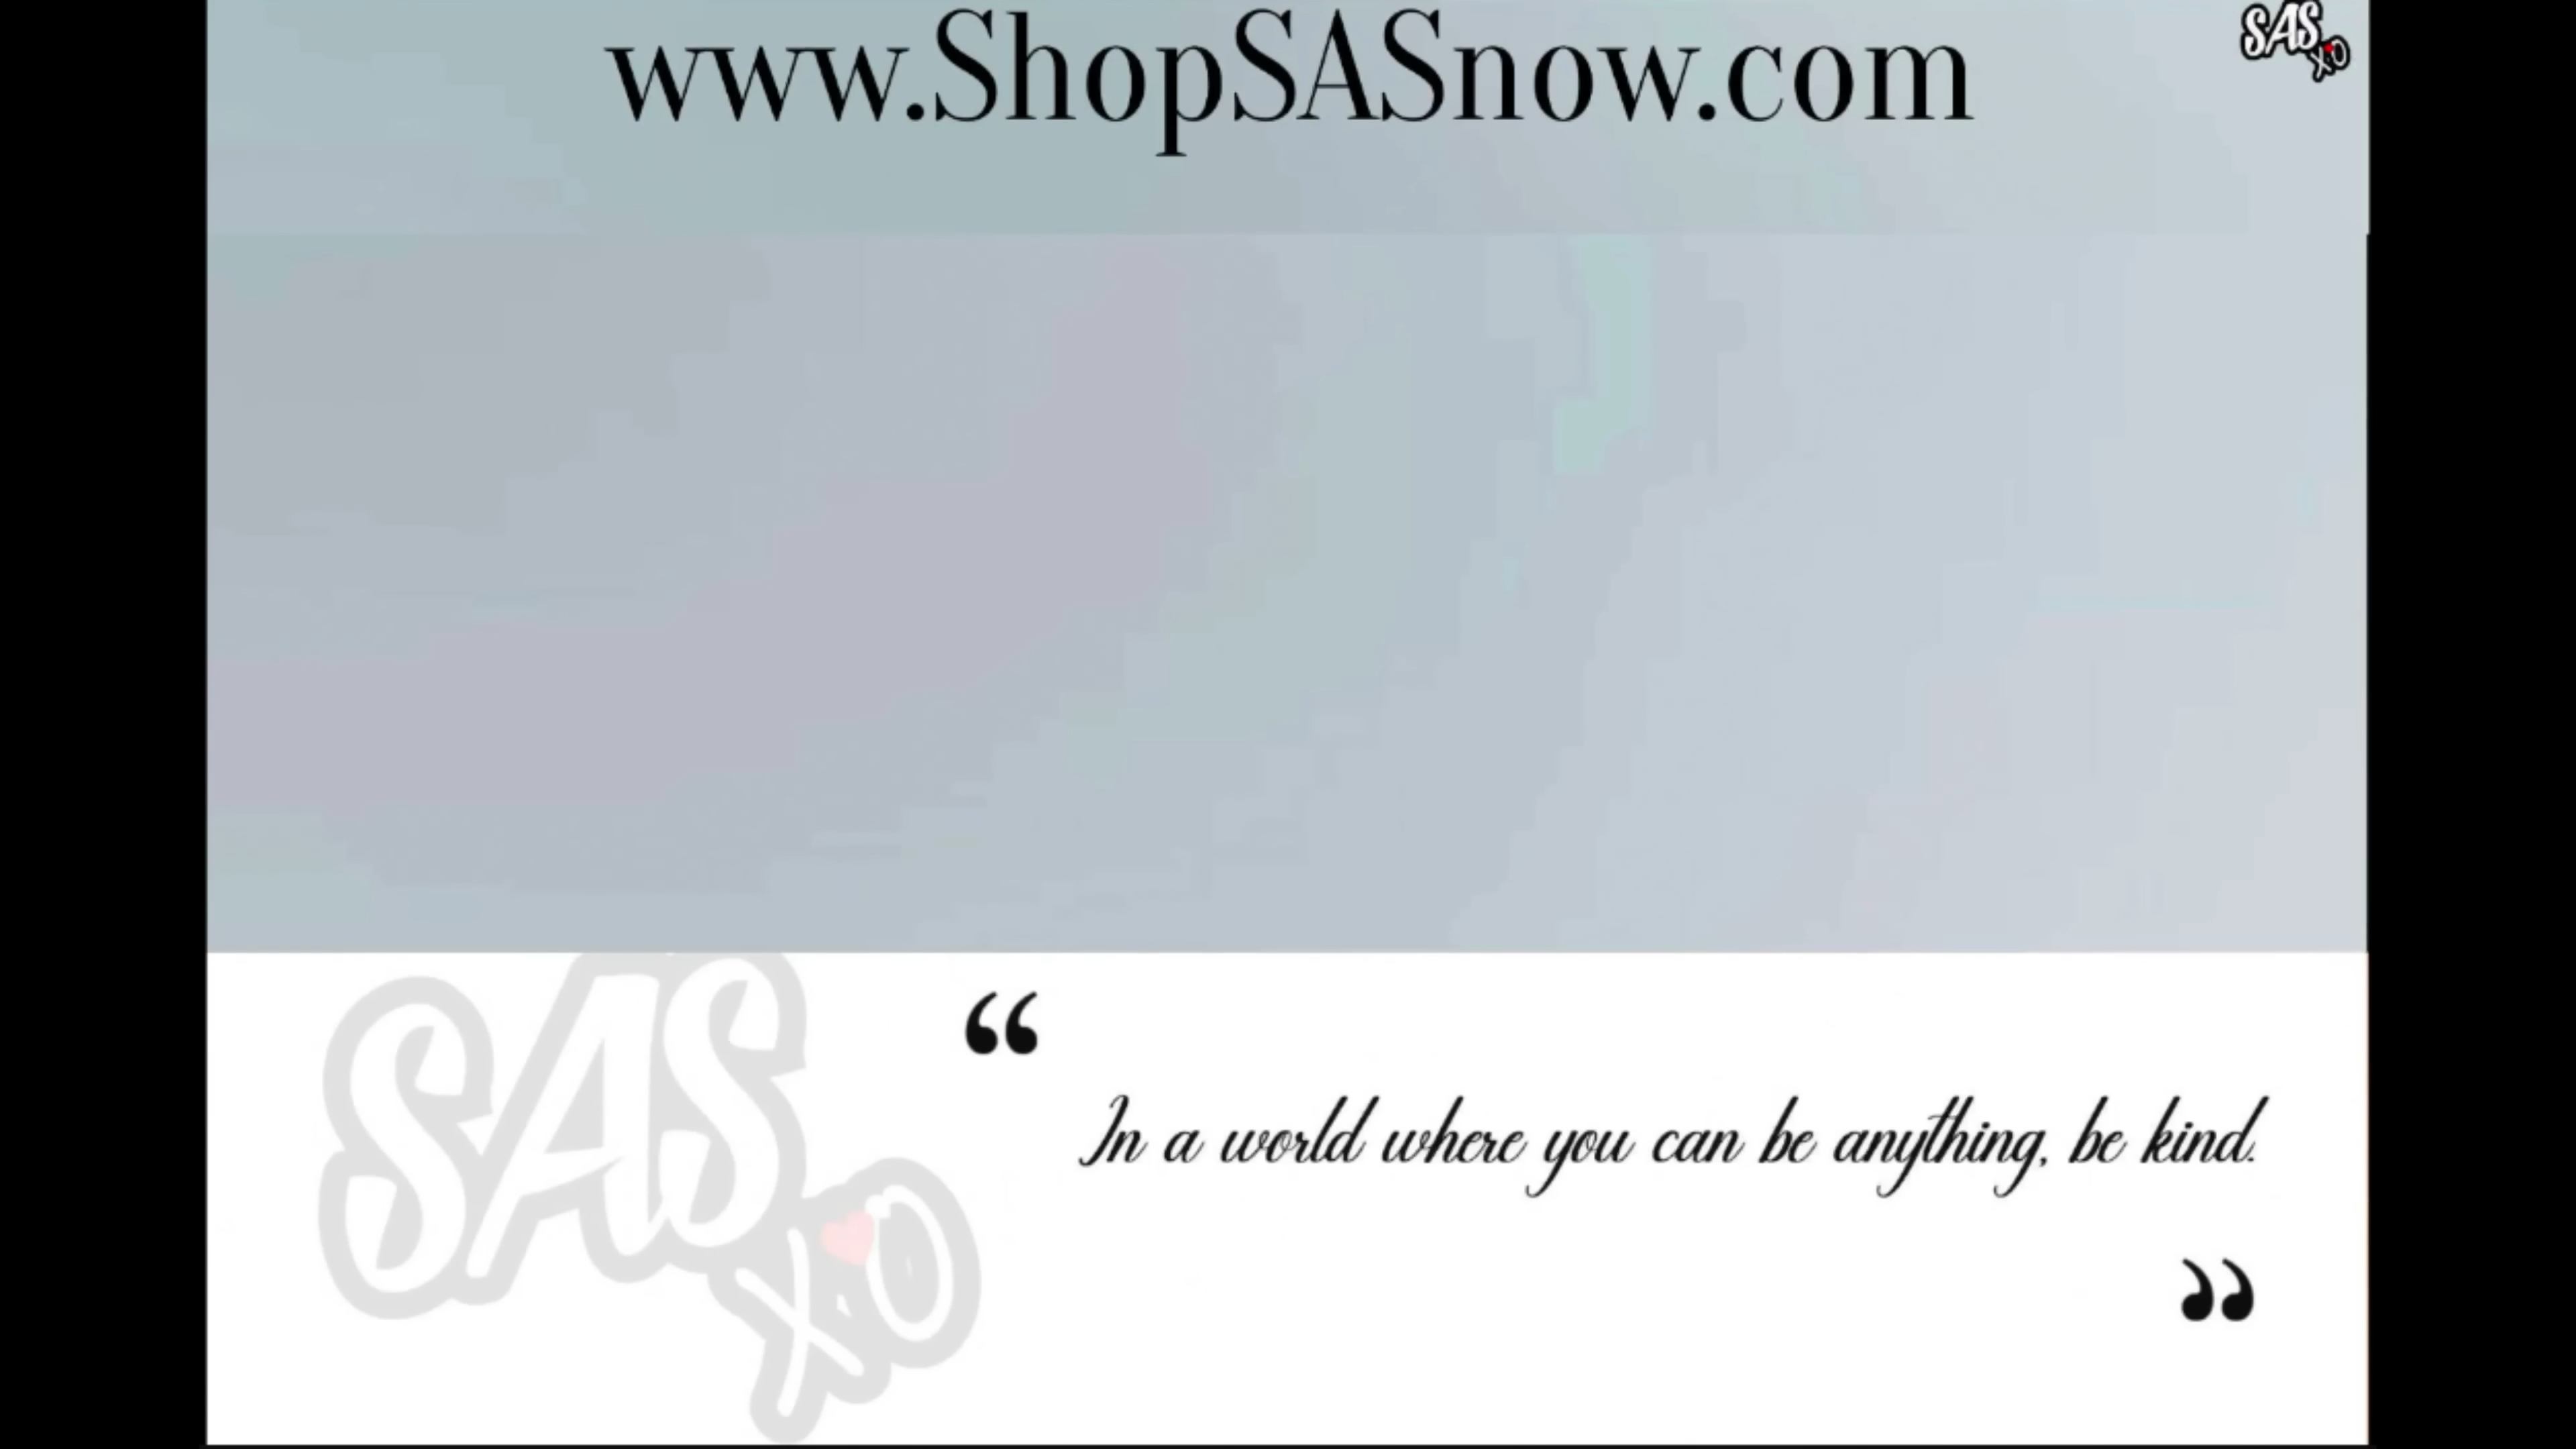 www.ShopSASnow.com
SAS
XO
SAS
XO
“
In a world where you can be anything, be kind.
”